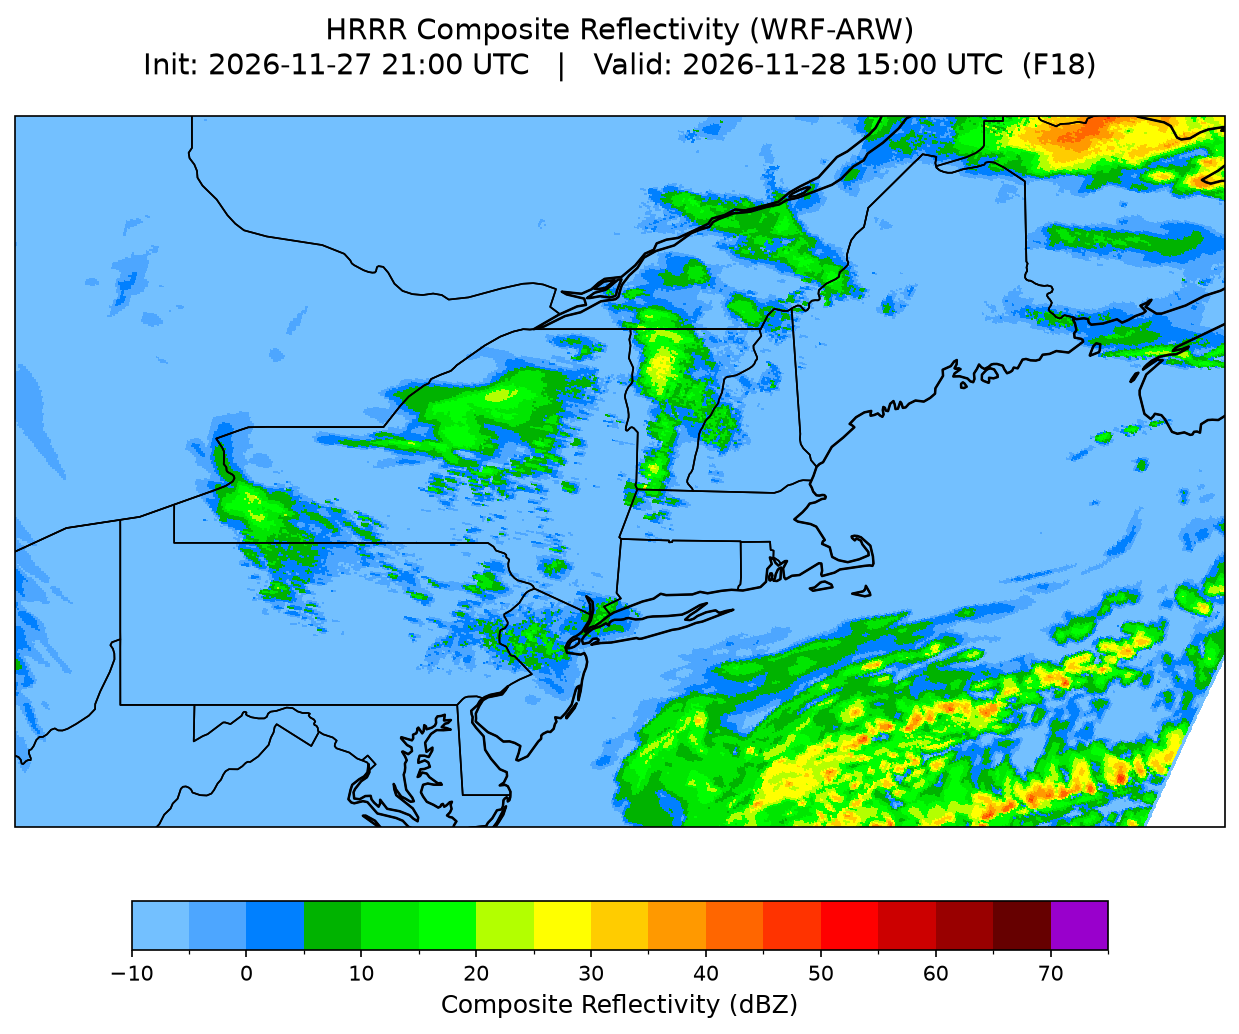 HRRR Composite Reflectivity (WRF-ARW)
Init: 2026-11-27 21:00 UTC | Valid: 2026-11-28 15:00 UTC (F18)
−10 0 10 20 30 40 50 60 70
Composite Reflectivity (dBZ)